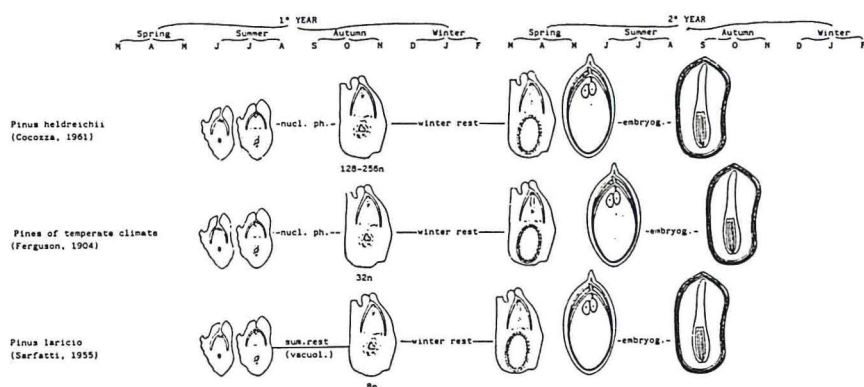 1° YEAR 2° YEAR
Spring Summer Autumn Winter Spring Summer Autumn Winter
M A M J J A S O N D J F M A M J J A S O N D J F
Pinus heldreichii
(Cocozza, 1961)
-nucl. ph.- winter rest -embryog.-
128-256n
Pines of temperate climate
(Ferguson, 1904)
-nucl. ph.- winter rest -embryog.-
32n
Pinus laricio
(Sarfatti, 1955)
sum.rest
(vacuol.)
winter rest -embryog.-
8n